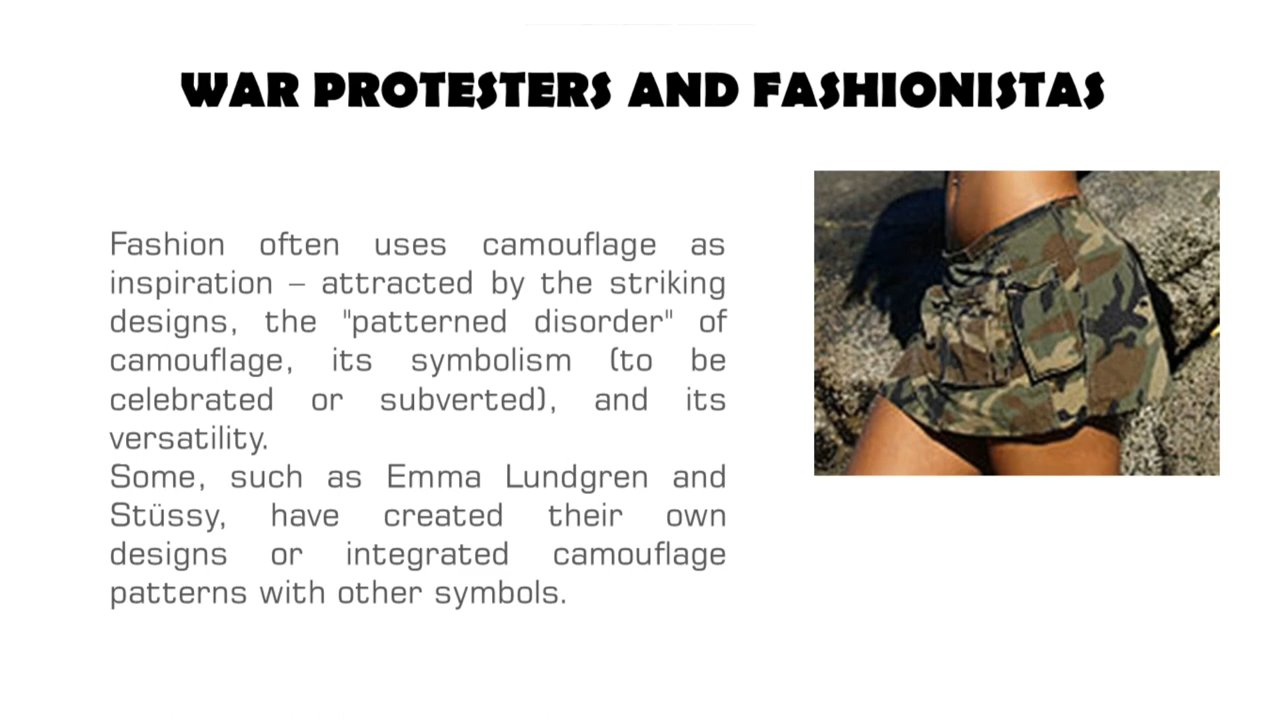 WAR PROTESTERS AND FASHIONISTAS
Fashion often uses camouflage as
inspiration – attracted by the striking
designs, the "patterned disorder" of
camouflage, its symbolism (to be
celebrated or subverted), and its
versatility.
Some, such as Emma Lundgren and
Stüssy, have created their own
designs or integrated camouflage
patterns with other symbols.